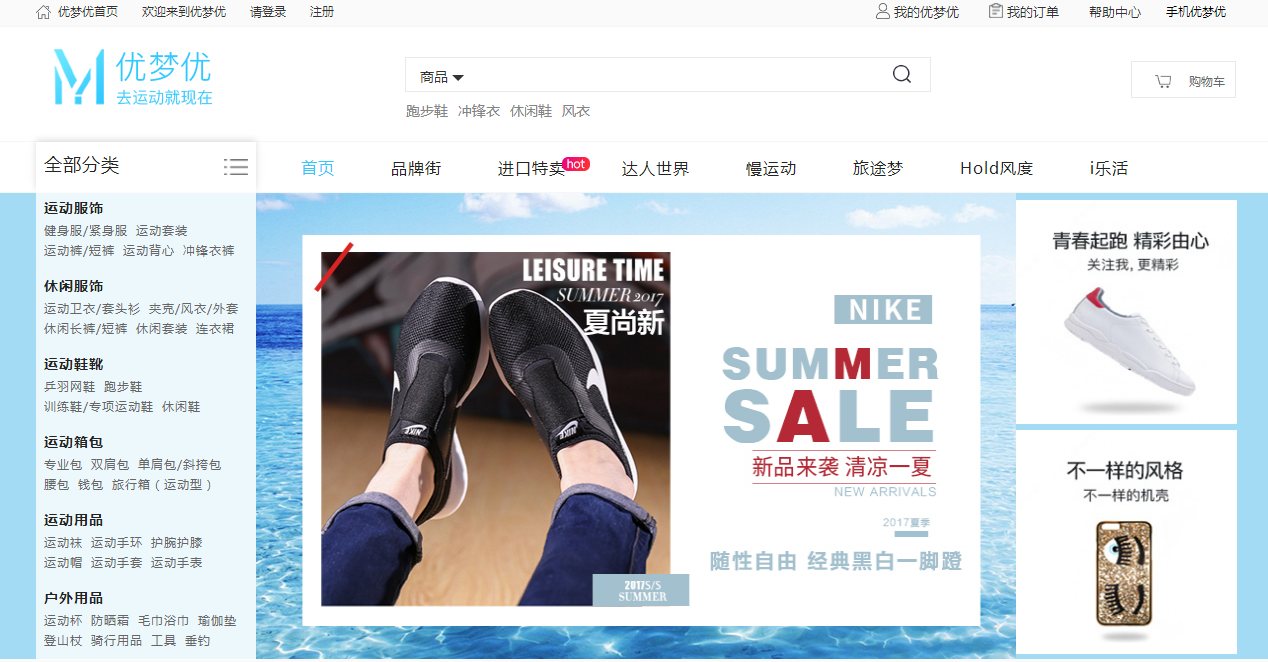 优梦优首页 欢迎来到优梦优 请登录 注册 我的优梦优 我的订单 帮助中心 手机优梦优
优梦优
去运动就现在
商品
购物车
跑步鞋 冲锋衣 休闲鞋 风衣
全部分类
首页 品牌街 进口特卖 hot 达人世界 慢运动 旅途梦 Hold风度 i乐活
运动服饰
健身服/紧身服 运动套装
运动裤/短裤 运动背心 冲锋衣裤
休闲服饰
运动卫衣/套头衫 夹克/风衣/外套
休闲长裤/短裤 休闲套装 连衣裙
运动鞋靴
乒羽网鞋 跑步鞋
训练鞋/专项运动鞋 休闲鞋
运动箱包
专业包 双肩包 单肩包/斜挎包
腰包 钱包 旅行箱（运动型）
运动用品
运动袜 运动手环 护腕护膝
运动帽 运动手套 运动手表
户外用品
运动杯 防晒霜 毛巾浴巾 瑜伽垫
登山杖 骑行用品 工具 垂钓
LEISURE TIME
SUMMER 2017
夏尚新
NIKE
NIKE
2017S/S
SUMMER
NIKE
SUMMER
SALE
新品来袭 清凉一夏
NEW ARRIVALS
2017夏季
随性自由 经典黑白一脚蹬
青春起跑 精彩由心
关注我, 更精彩
不一样的风格
不一样的机壳